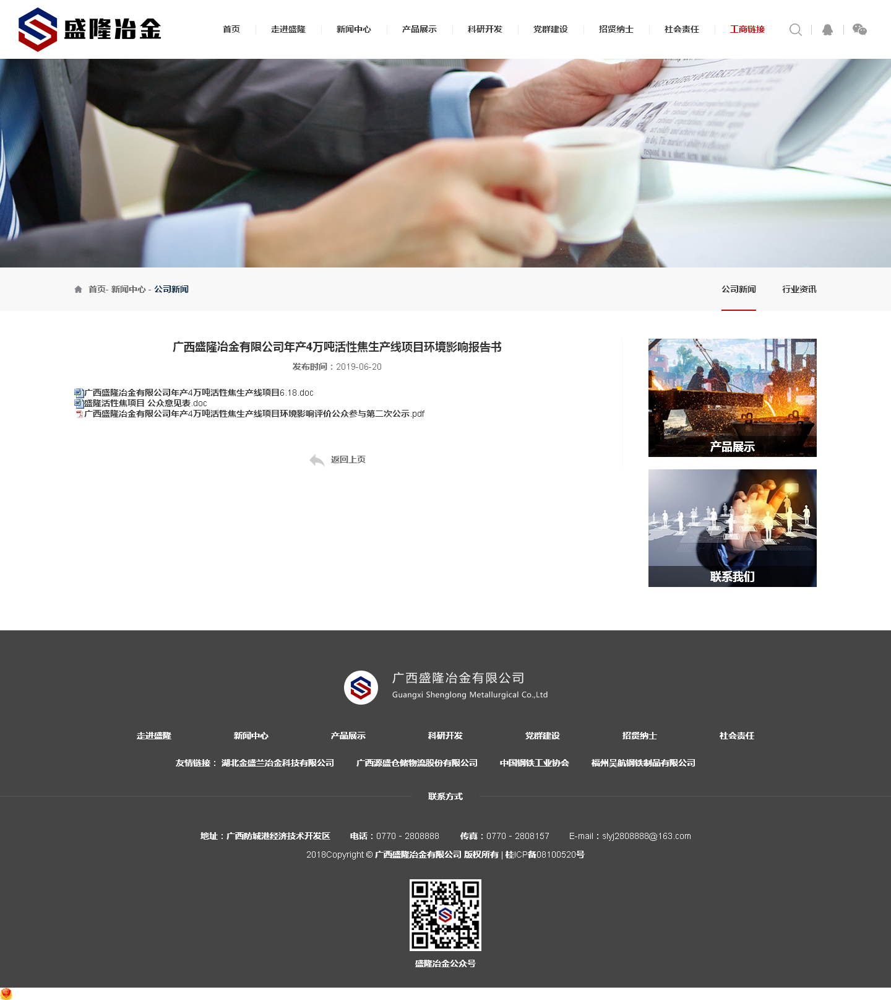 盛隆冶金
首页 走进盛隆 新闻中心 产品展示 科研开发 党群建设 招贤纳士 社会责任 工商链接
首页- 新闻中心 - 公司新闻
公司新闻 行业资讯
广西盛隆冶金有限公司年产4万吨活性焦生产线项目环境影响报告书
发布时间：2019-06-20
广西盛隆冶金有限公司年产4万吨活性焦生产线项目6.18.doc
盛隆活性焦项目 公众意见表.doc
广西盛隆冶金有限公司年产4万吨活性焦生产线项目环境影响评价公众参与第二次公示.pdf
返回上页
产品展示
联系我们
广西盛隆冶金有限公司
Guangxi Shenglong Metallurgical Co.,Ltd
走进盛隆 新闻中心 产品展示 科研开发 党群建设 招贤纳士 社会责任
友情链接： 湖北金盛兰冶金科技有限公司 广西源盛仓储物流股份有限公司 中国钢铁工业协会 福州吴航钢铁制品有限公司
联系方式
地址：广西防城港经济技术开发区 电话：0770 - 2808888 传真：0770 - 2808157 E-mail：slyj2808888@163.com
2018Copyright © 广西盛隆冶金有限公司 版权所有 | 桂ICP备08100520号
盛隆冶金公众号